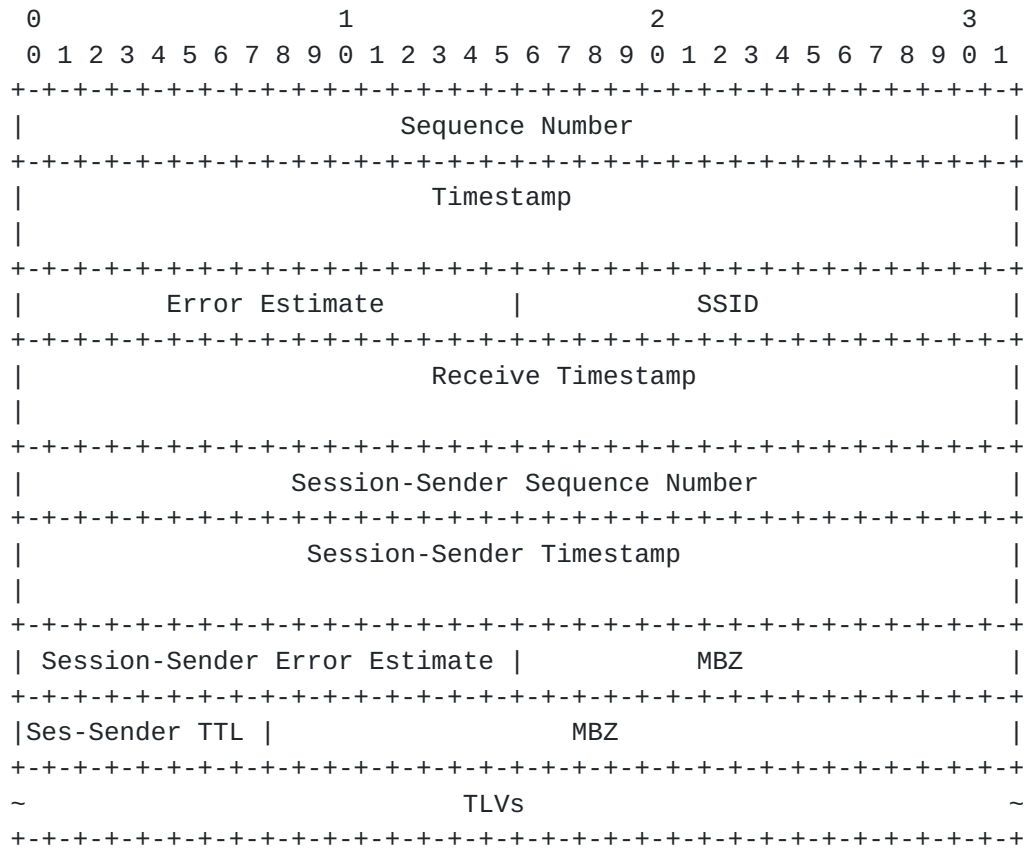 0                   1                   2                   3
 0 1 2 3 4 5 6 7 8 9 0 1 2 3 4 5 6 7 8 9 0 1 2 3 4 5 6 7 8 9 0 1
+-+-+-+-+-+-+-+-+-+-+-+-+-+-+-+-+-+-+-+-+-+-+-+-+-+-+-+-+-+-+-+-+
|                        Sequence Number                        |
+-+-+-+-+-+-+-+-+-+-+-+-+-+-+-+-+-+-+-+-+-+-+-+-+-+-+-+-+-+-+-+-+
|                          Timestamp                            |
|                                                               |
+-+-+-+-+-+-+-+-+-+-+-+-+-+-+-+-+-+-+-+-+-+-+-+-+-+-+-+-+-+-+-+-+
|         Error Estimate        |           SSID                |
+-+-+-+-+-+-+-+-+-+-+-+-+-+-+-+-+-+-+-+-+-+-+-+-+-+-+-+-+-+-+-+-+
|                          Receive Timestamp                    |
|                                                               |
+-+-+-+-+-+-+-+-+-+-+-+-+-+-+-+-+-+-+-+-+-+-+-+-+-+-+-+-+-+-+-+-+
|                 Session-Sender Sequence Number                |
+-+-+-+-+-+-+-+-+-+-+-+-+-+-+-+-+-+-+-+-+-+-+-+-+-+-+-+-+-+-+-+-+
|                  Session-Sender Timestamp                     |
|                                                               |
+-+-+-+-+-+-+-+-+-+-+-+-+-+-+-+-+-+-+-+-+-+-+-+-+-+-+-+-+-+-+-+-+
| Session-Sender Error Estimate |           MBZ                 |
+-+-+-+-+-+-+-+-+-+-+-+-+-+-+-+-+-+-+-+-+-+-+-+-+-+-+-+-+-+-+-+-+
|Ses-Sender TTL |                   MBZ                         |
+-+-+-+-+-+-+-+-+-+-+-+-+-+-+-+-+-+-+-+-+-+-+-+-+-+-+-+-+-+-+-+-+
~                            TLVs                               ~
+-+-+-+-+-+-+-+-+-+-+-+-+-+-+-+-+-+-+-+-+-+-+-+-+-+-+-+-+-+-+-+-+